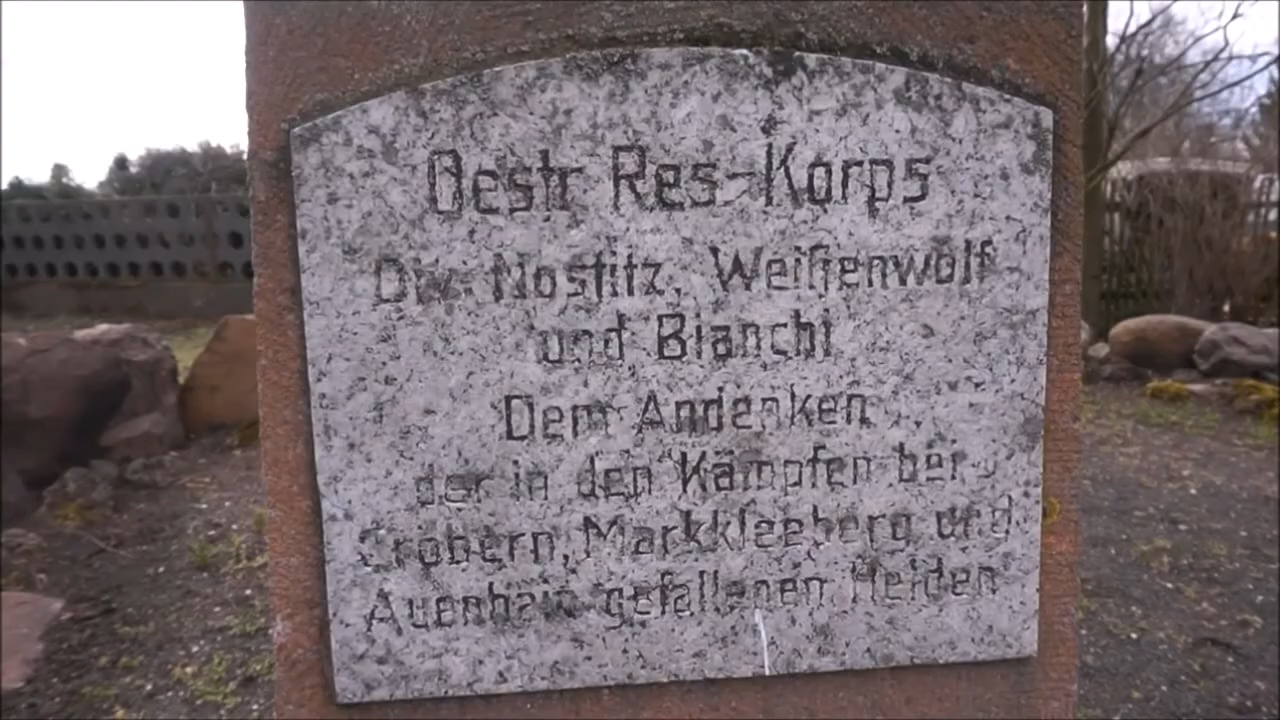 Oestr Res-Korps
Div. Nostitz, Weißenwolf
und Bianchi
Dem Andenken
der in den Kämpfen bei
Cröbern, Markkleeberg und
Auenhain gefallenen Helden